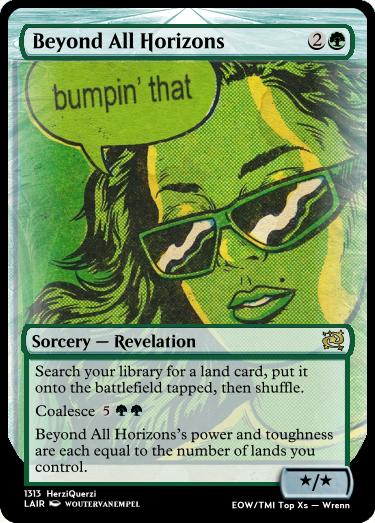 Beyond All Horizons 2
bumpin' that
Sorcery — Revelation
Search your library for a land card, put it
onto the battlefield tapped, then shuffle.
Coalesce 5
Beyond All Horizons's power and toughness
are each equal to the number of lands you
control.
*/*
1313 HerziQuerzi
LAIR WOUTERVANEMPEL
EOW/TMI Top Xs — Wrenn